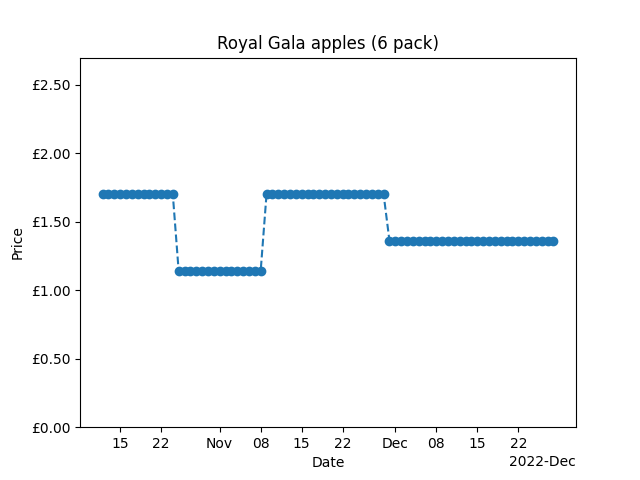 Royal Gala apples (6 pack)
£2.50
£2.00
£1.50
£1.00
£0.50
£0.00
Price
15 22 Nov 08 15 22 Dec 08 15 22
Date
2022-Dec